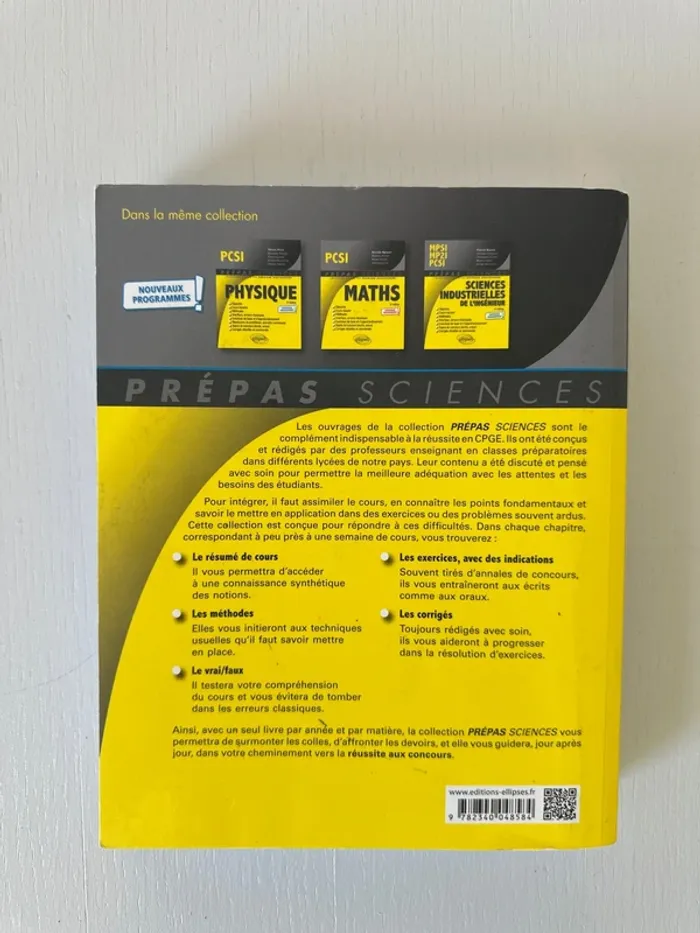 Dans la même collection
NOUVEAUX
PROGRAMMES !
PCSI
PRÉPAS SCIENCES
PHYSIQUE
ellipses
PCSI
PRÉPAS SCIENCES
MATHS
ellipses
MPSI
MP2I
PCSI
PRÉPAS SCIENCES
SCIENCES
INDUSTRIELLES
DE L'INGÉNIEUR
ellipses
PRÉPAS SCIENCES
Les ouvrages de la collection PRÉPAS SCIENCES sont le
complément indispensable à la réussite en CPGE. Ils ont été conçus
et rédigés par des professeurs enseignant en classes préparatoires
dans différents lycées de notre pays. Leur contenu a été discuté et pensé
avec soin pour permettre la meilleure adéquation avec les attentes et les
besoins des étudiants.
Pour intégrer, il faut assimiler le cours, en connaître les points fondamentaux et
savoir le mettre en application dans des exercices ou des problèmes souvent ardus.
Cette collection est conçue pour répondre à ces difficultés. Dans chaque chapitre,
correspondant à peu près à une semaine de cours, vous trouverez :
Le résumé de cours
Il vous permettra d'accéder
à une connaissance synthétique
des notions.
Les méthodes
Elles vous initieront aux techniques
usuelles qu'il faut savoir mettre
en place.
Le vrai/faux
Il testera votre compréhension
du cours et vous évitera de tomber
dans les erreurs classiques.
Les exercices, avec des indications
Souvent tirés d'annales de concours,
ils vous entraîneront aux écrits
comme aux oraux.
Les corrigés
Toujours rédigés avec soin,
ils vous aideront à progresser
dans la résolution d'exercices.
Ainsi, avec un seul livre par année et par matière, la collection PRÉPAS SCIENCES vous
permettra de surmonter les colles, d'affronter les devoirs, et elle vous guidera, jour après
jour, dans votre cheminement vers la réussite aux concours.
www.editions-ellipses.fr
9 782340 048584